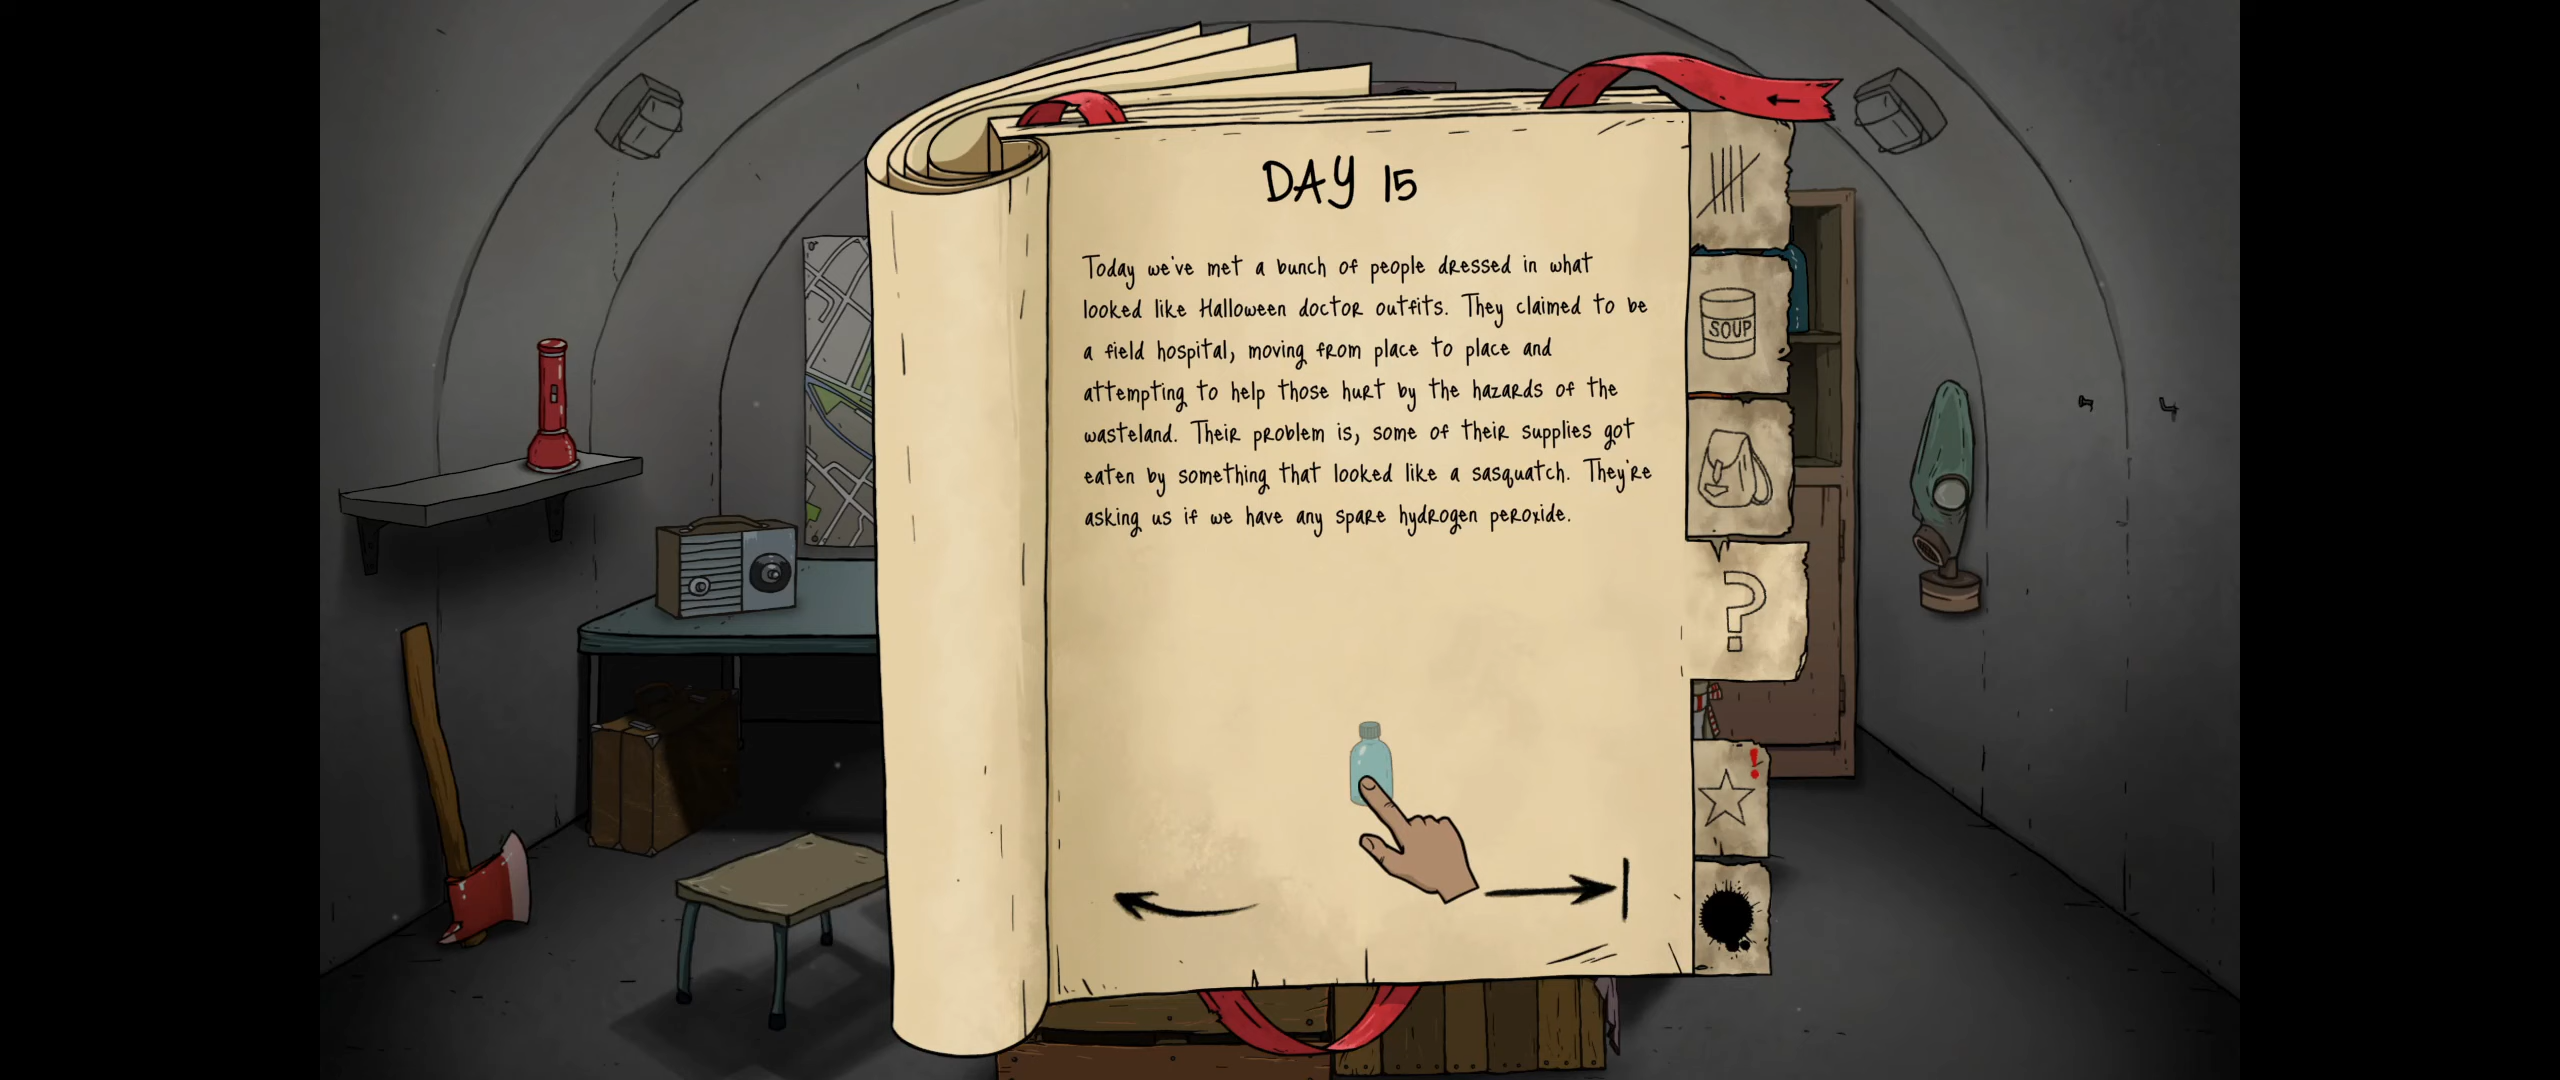 DAY 15
Today we've met a bunch of people dressed in what
looked like Halloween doctor outfits. They claimed to be
a field hospital, moving from place to place and
attempting to help those hurt by the hazards of the
wasteland. Their problem is, some of their supplies got
eaten by something that looked like a sasquatch. They're
asking us if we have any spare hydrogen peroxide.
SOUP
?
!